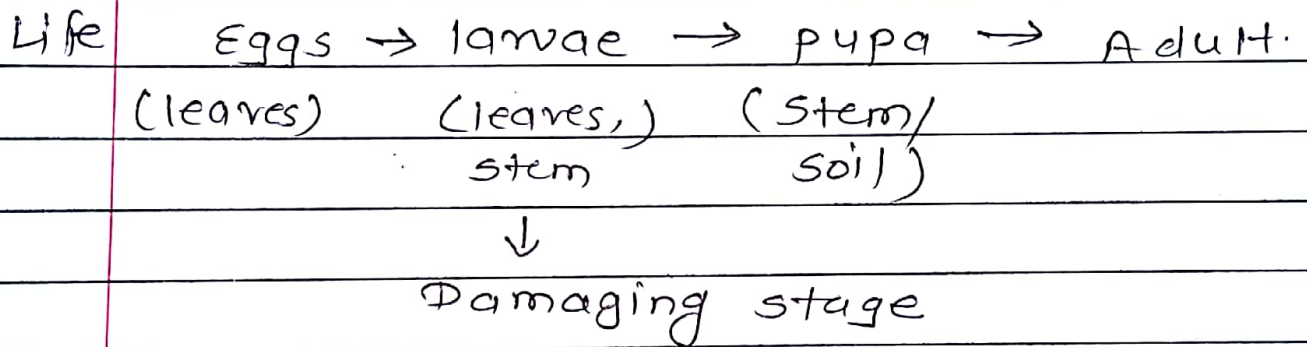 Life Eggs → larvae → pupa → Adult.
(leaves) (leaves,) (Stem/
stem soil)
↓
Damaging stage